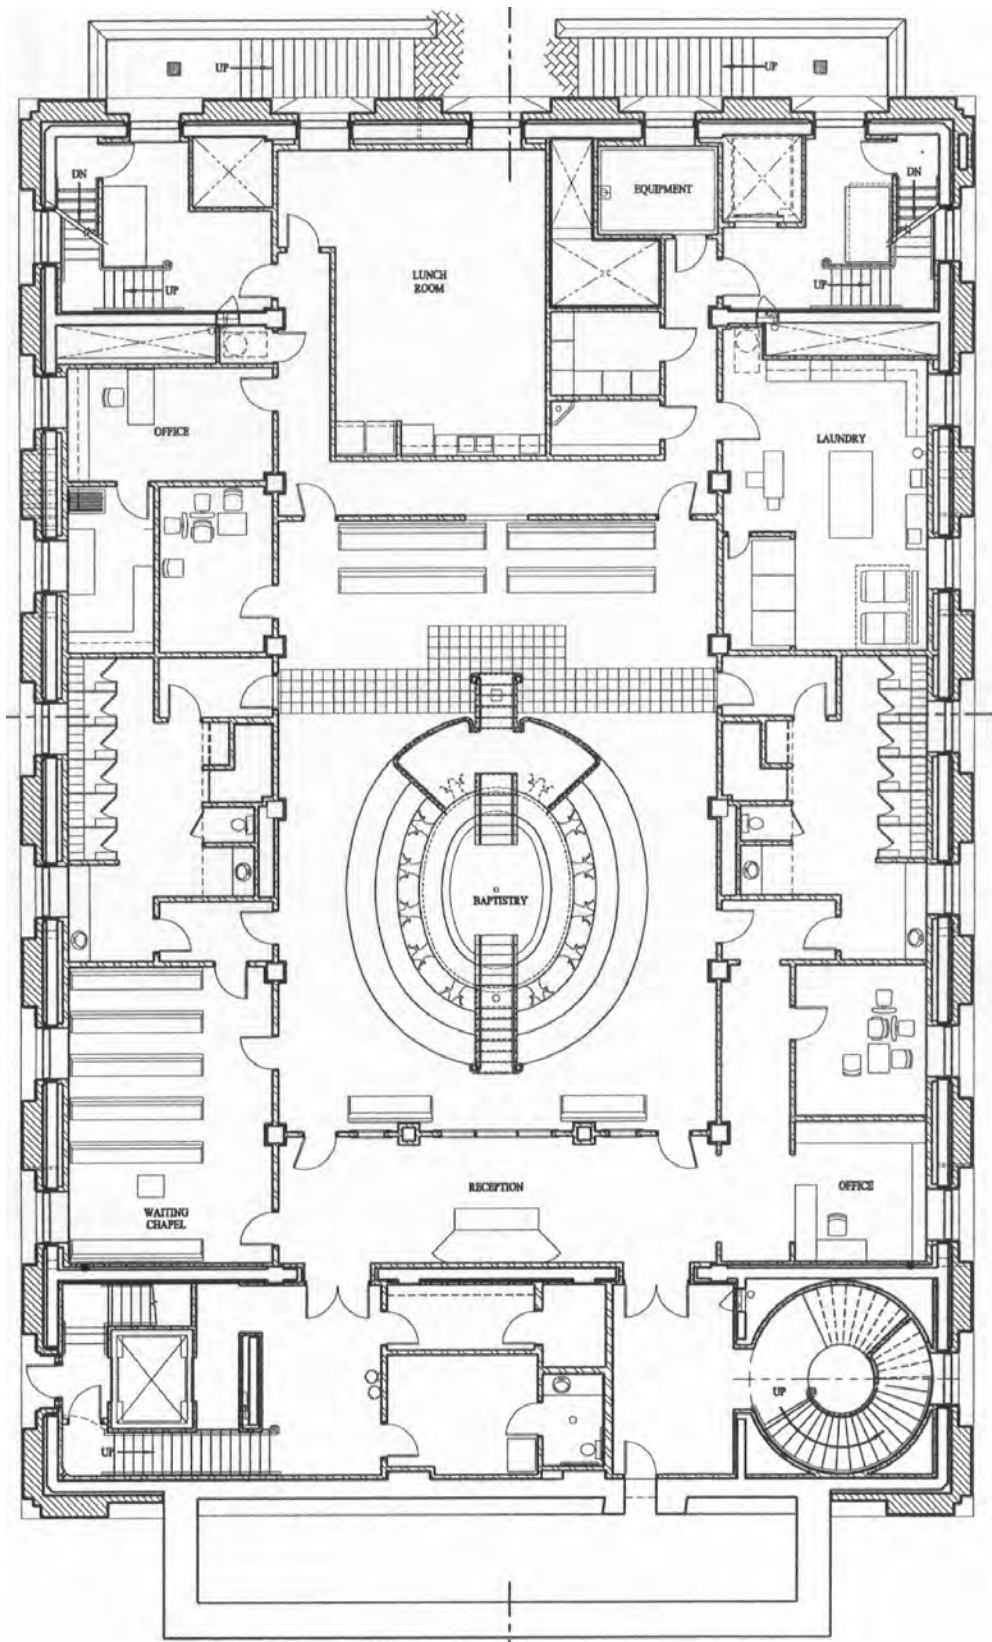 UP
UP
DN
EQUIPMENT
DN
LUNCH
ROOM
UP
UP
OFFICE
LAUNDRY
BAPTISTRY
RECEPTION
OFFICE
WAITING
CHAPEL
UP
UP